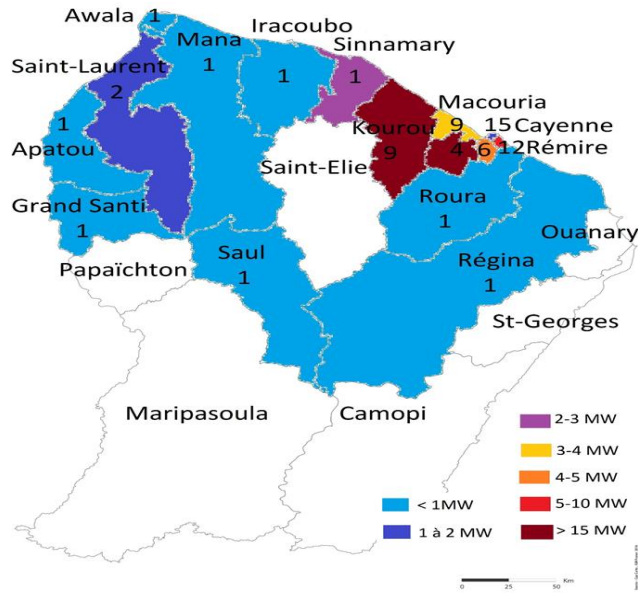 Awala
1
Iracoubo
Mana
1
Sinnamary
1
1
Saint-Laurent
2
Macouria
9
15 Cayenne
Kourou
9
4
6
12 Rémire
1
Apatou
Saint-Elie
Roura
1
Grand Santi
1
Ouanary
Saul
1
Régina
1
Papaïchton
St-Georges
Maripasoula
Camopi
2-3 MW
3-4 MW
4-5 MW
5-10 MW
> 15 MW
< 1MW
1 à 2 MW
0
25
50
Km